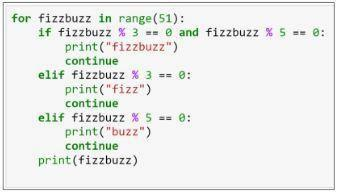 for fizzbuzz in range(51):
    if fizzbuzz % 3 == 0 and fizzbuzz % 5 == 0:
        print("fizzbuzz")
        continue
    elif fizzbuzz % 3 == 0:
        print("fizz")
        continue
    elif fizzbuzz % 5 == 0:
        print("buzz")
        continue
    print(fizzbuzz)